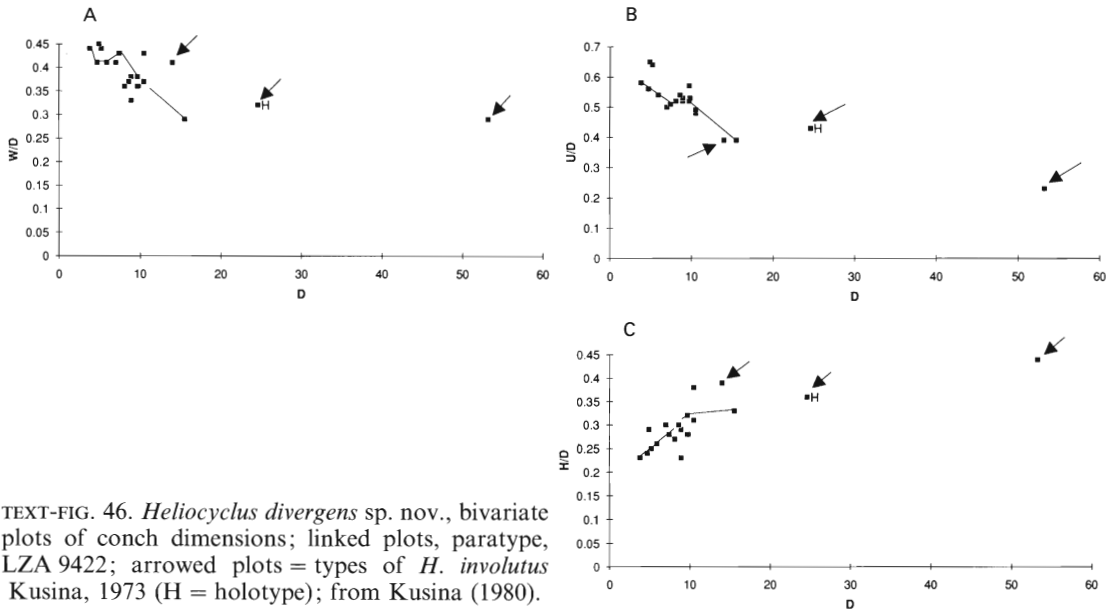 A
0.45
0.4
0.35
0.3
0.25
0.2
0.15
0.1
0.05
0
W/D
H
0 10 20 30 40 50 60
D
B
0.7
0.6
0.5
0.4
0.3
0.2
0.1
0
U/D
H
0 10 20 30 40 50 60
D
C
0.45
0.4
0.35
0.3
0.25
0.2
0.15
0.1
0.05
0
H/D
H
0 10 20 30 40 50 60
D
TEXT-FIG. 46. Heliocyclus divergens sp. nov., bivariate
plots of conch dimensions; linked plots, paratype,
LZA 9422; arrowed plots = types of H. involutus
Kusina, 1973 (H = holotype); from Kusina (1980).